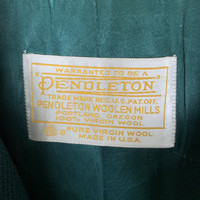 WARRANTED TO BE A
"PENDLETON"
TRADE MARK REG. U.S. PAT. OFF.
PENDLETON WOOLEN MILLS
PORTLAND, OREGON
100% VIRGIN WOOL
PURE VIRGIN WOOL
MADE IN U.S.A.